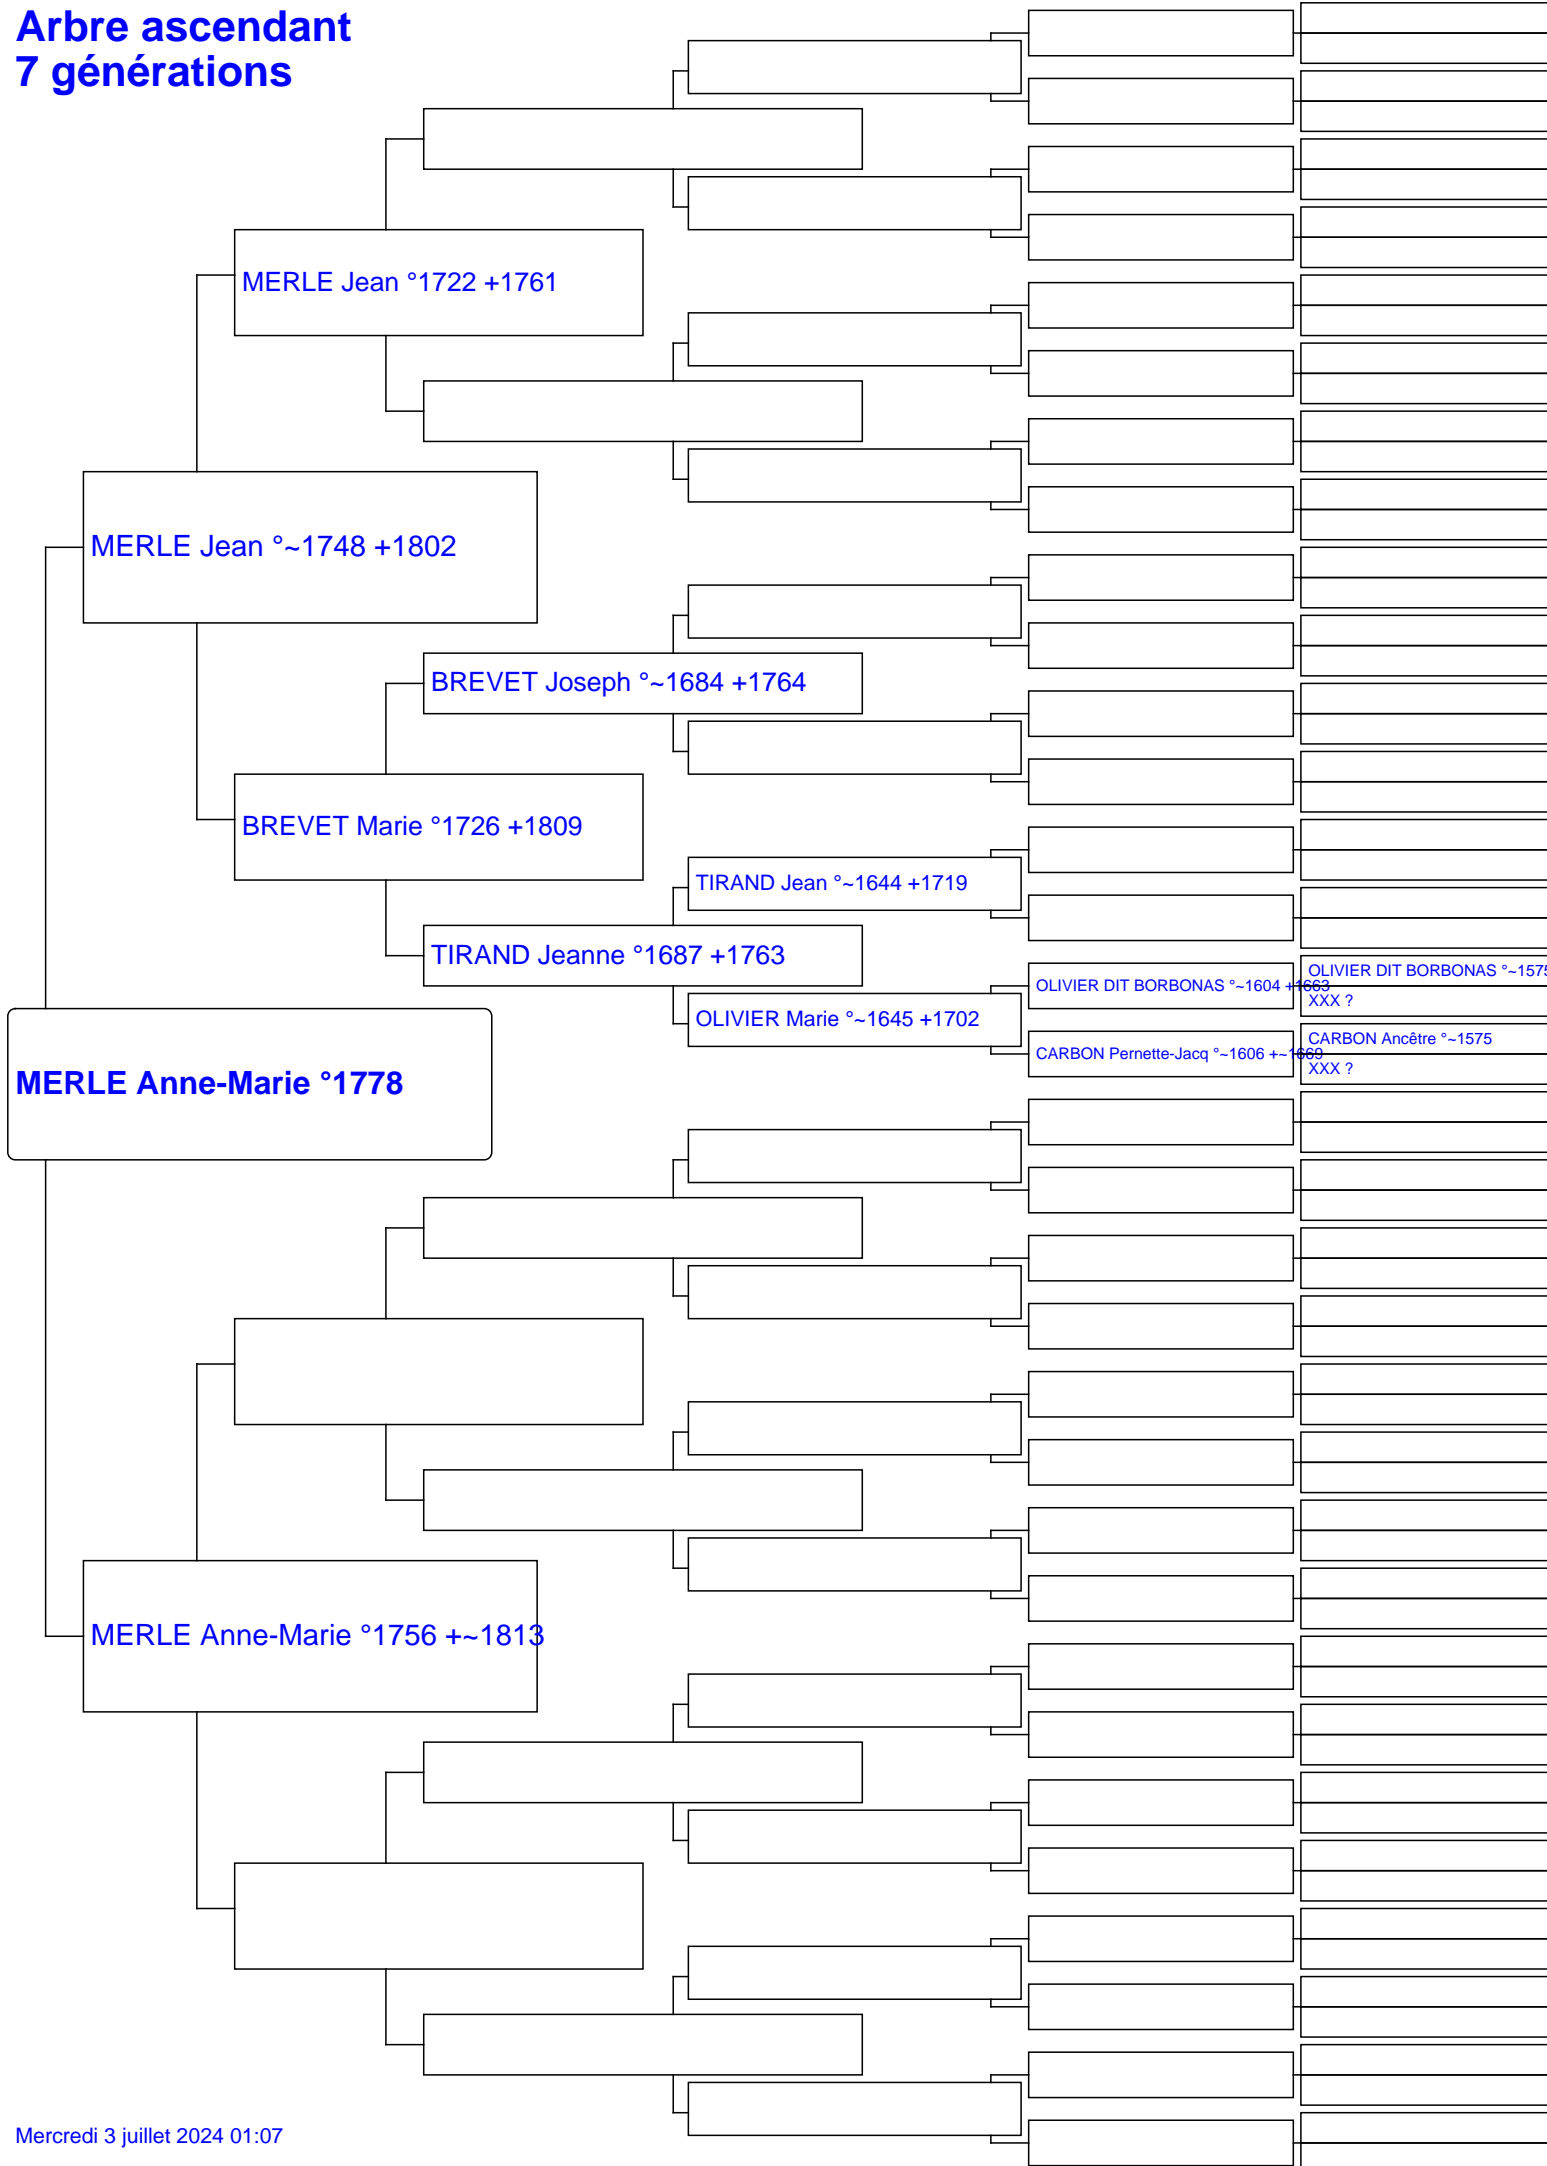 Arbre ascendant
7 générations
MERLE Jean °1722 +1761
MERLE Jean °~1748 +1802
BREVET Joseph °~1684 +1764
BREVET Marie °1726 +1809
TIRAND Jean °~1644 +1719
TIRAND Jeanne °1687 +1763
OLIVIER DIT BORBONAS °~1575
OLIVIER DIT BORBONAS °~1604 +1663
XXX ?
OLIVIER Marie °~1645 +1702
CARBON Ancêtre °~1575
CARBON Pernette-Jacq °~1606 +~1669
XXX ?
MERLE Anne-Marie °1778
MERLE Anne-Marie °1756 +~1813
Mercredi 3 juillet 2024 01:07